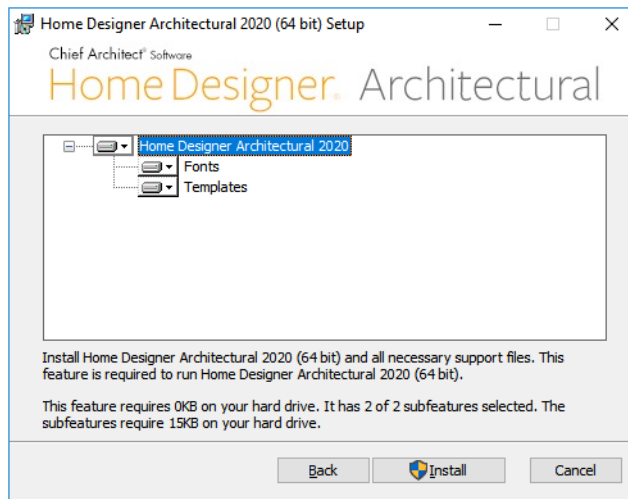 Home Designer Architectural 2020 (64 bit) Setup
Chief Architect® Software
Home Designer® Architectural
Home Designer Architectural 2020
Fonts
Templates
Install Home Designer Architectural 2020 (64 bit) and all necessary support files. This
feature is required to run Home Designer Architectural 2020 (64 bit).
This feature requires 0KB on your hard drive. It has 2 of 2 subfeatures selected. The
subfeatures require 15KB on your hard drive.
Back Install Cancel